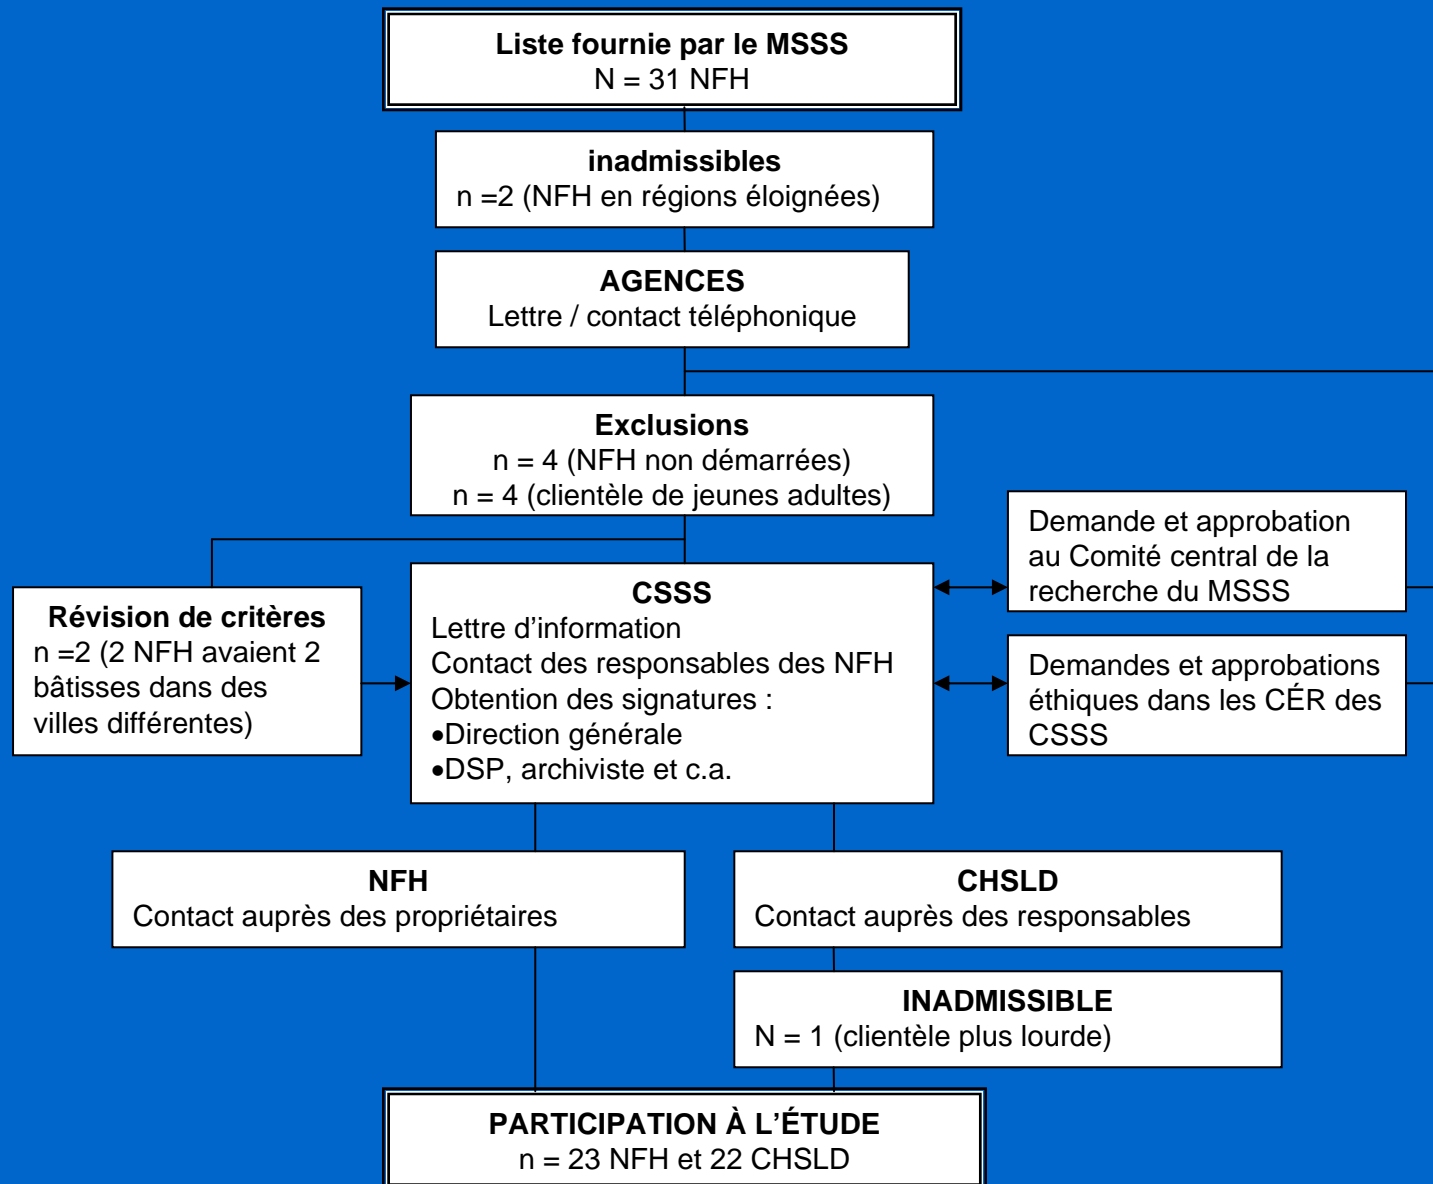 Liste fournie par le MSSS
N = 31 NFH
inadmissibles
n =2 (NFH en régions éloignées)
AGENCES
Lettre / contact téléphonique
Exclusions
n = 4 (NFH non démarrées)
n = 4 (clientèle de jeunes adultes)
Demande et approbation
au Comité central de la
recherche du MSSS
Révision de critères
n =2 (2 NFH avaient 2
bâtisses dans des
villes différentes)
CSSS
Lettre d'information
Contact des responsables des NFH
Obtention des signatures :
•Direction générale
•DSP, archiviste et c.a.
Demandes et approbations
éthiques dans les CÉR des
CSSS
NFH
Contact auprès des propriétaires
CHSLD
Contact auprès des responsables
INADMISSIBLE
N = 1 (clientèle plus lourde)
PARTICIPATION À L'ÉTUDE
n = 23 NFH et 22 CHSLD